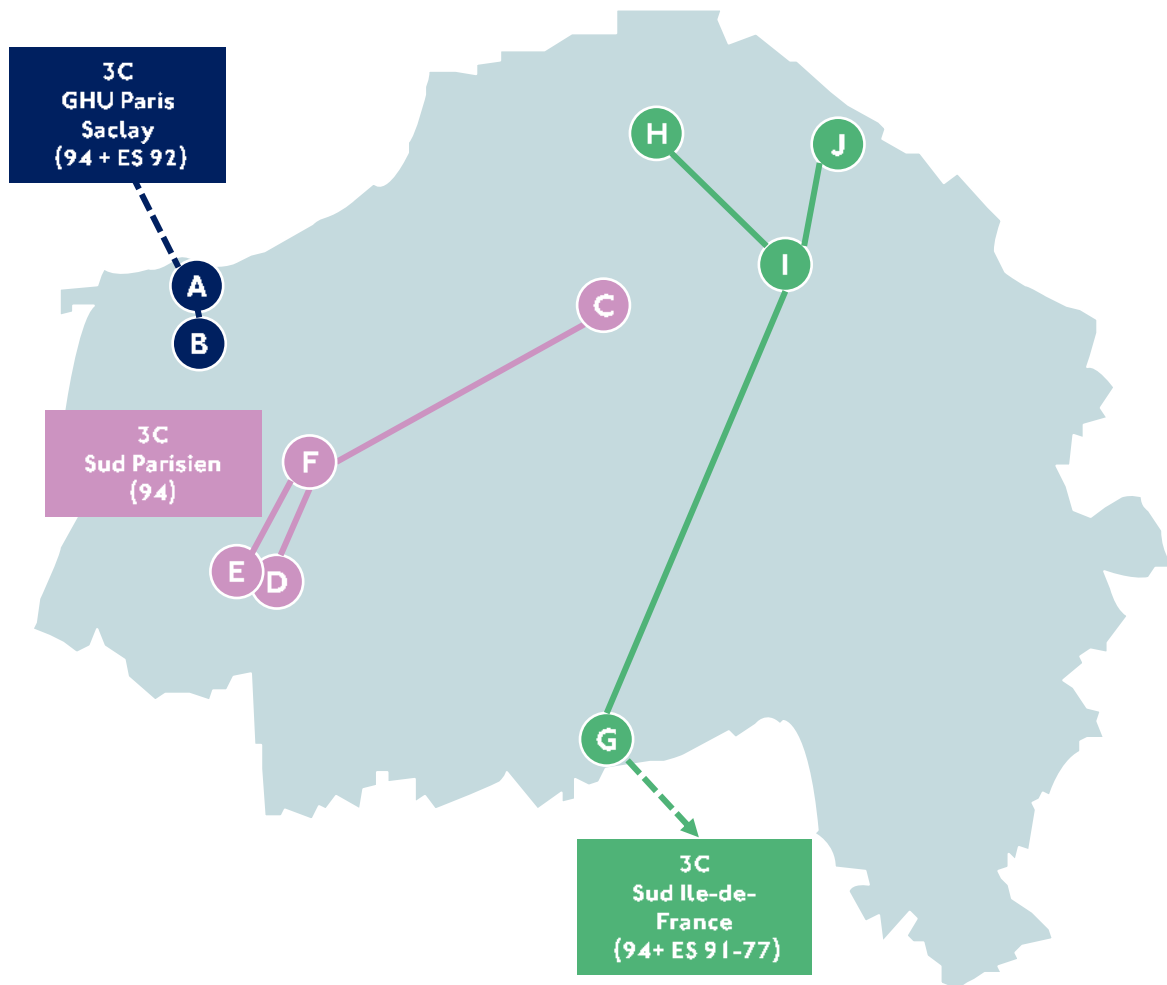 3C
GHU Paris
Saclay
(94 + ES 92)
H
J
I
A
C
B
3C
Sud Parisien
(94)
F
E
D
G
3C
Sud Ile-de-
France
(94+ ES 91-77)